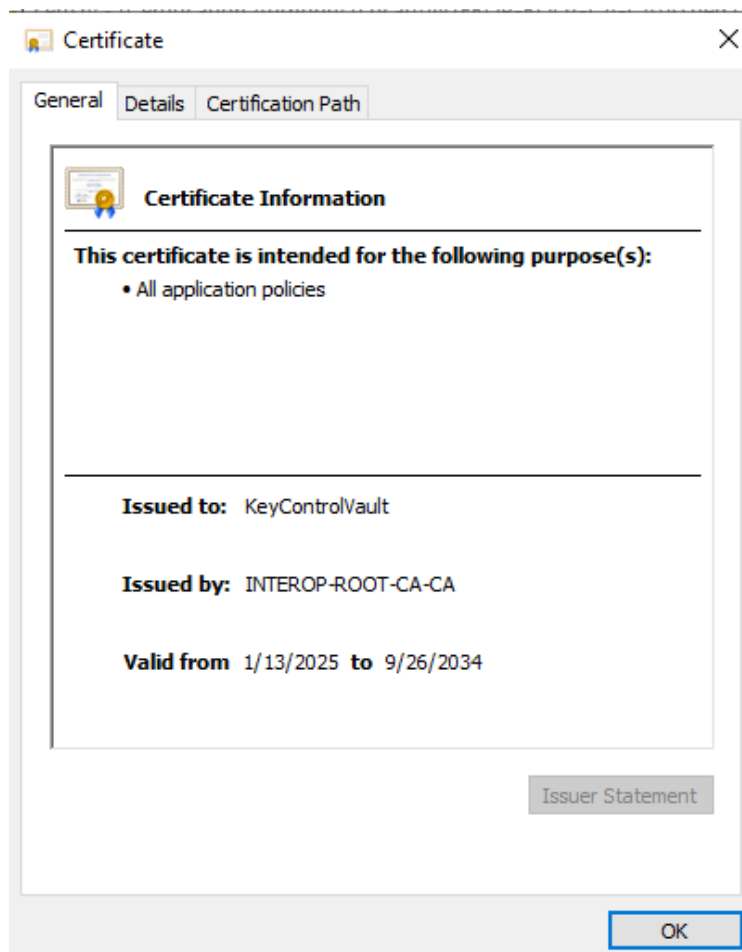 Certificate
General Details Certification Path
Certificate Information
This certificate is intended for the following purpose(s):
• All application policies
Issued to: KeyControlVault
Issued by: INTEROP-ROOT-CA-CA
Valid from 1/13/2025 to 9/26/2034
Issuer Statement
OK